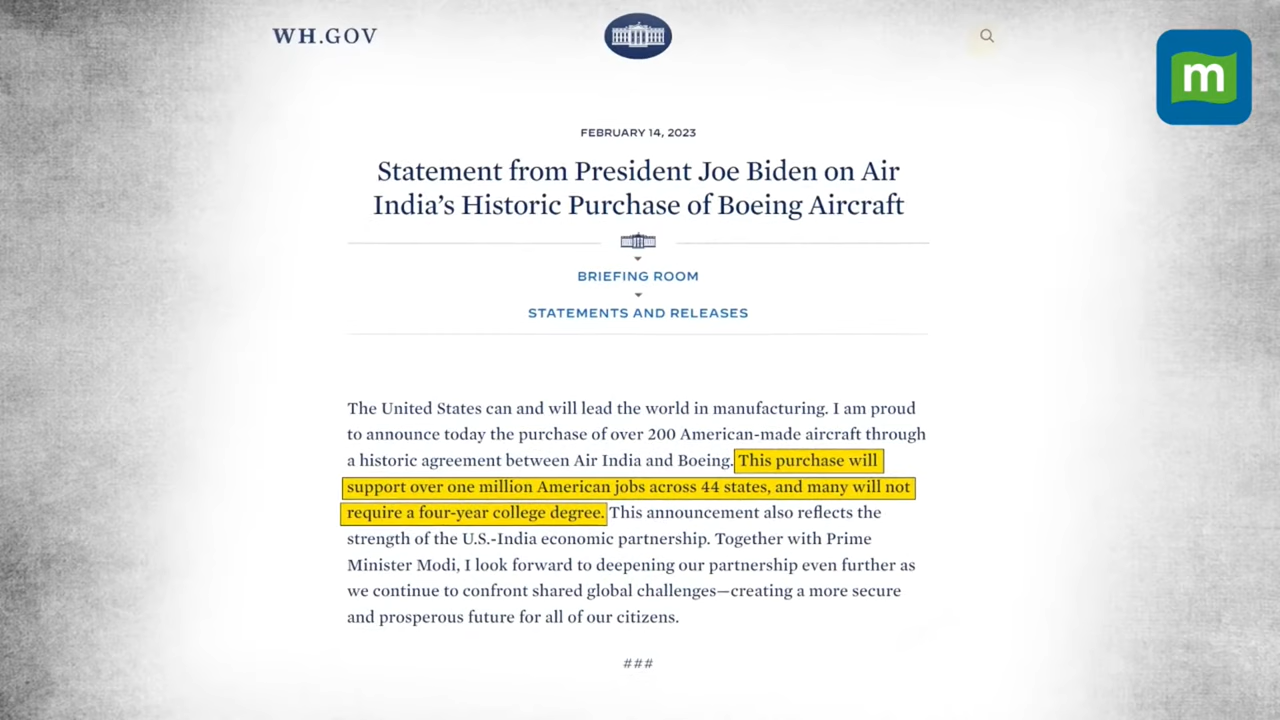 WH.GOV
m
FEBRUARY 14, 2023
Statement from President Joe Biden on Air
India’s Historic Purchase of Boeing Aircraft
BRIEFING ROOM
STATEMENTS AND RELEASES
The United States can and will lead the world in manufacturing. I am proud
to announce today the purchase of over 200 American-made aircraft through
a historic agreement between Air India and Boeing. This purchase will
support over one million American jobs across 44 states, and many will not
require a four-year college degree. This announcement also reflects the
strength of the U.S.-India economic partnership. Together with Prime
Minister Modi, I look forward to deepening our partnership even further as
we continue to confront shared global challenges—creating a more secure
and prosperous future for all of our citizens.
###